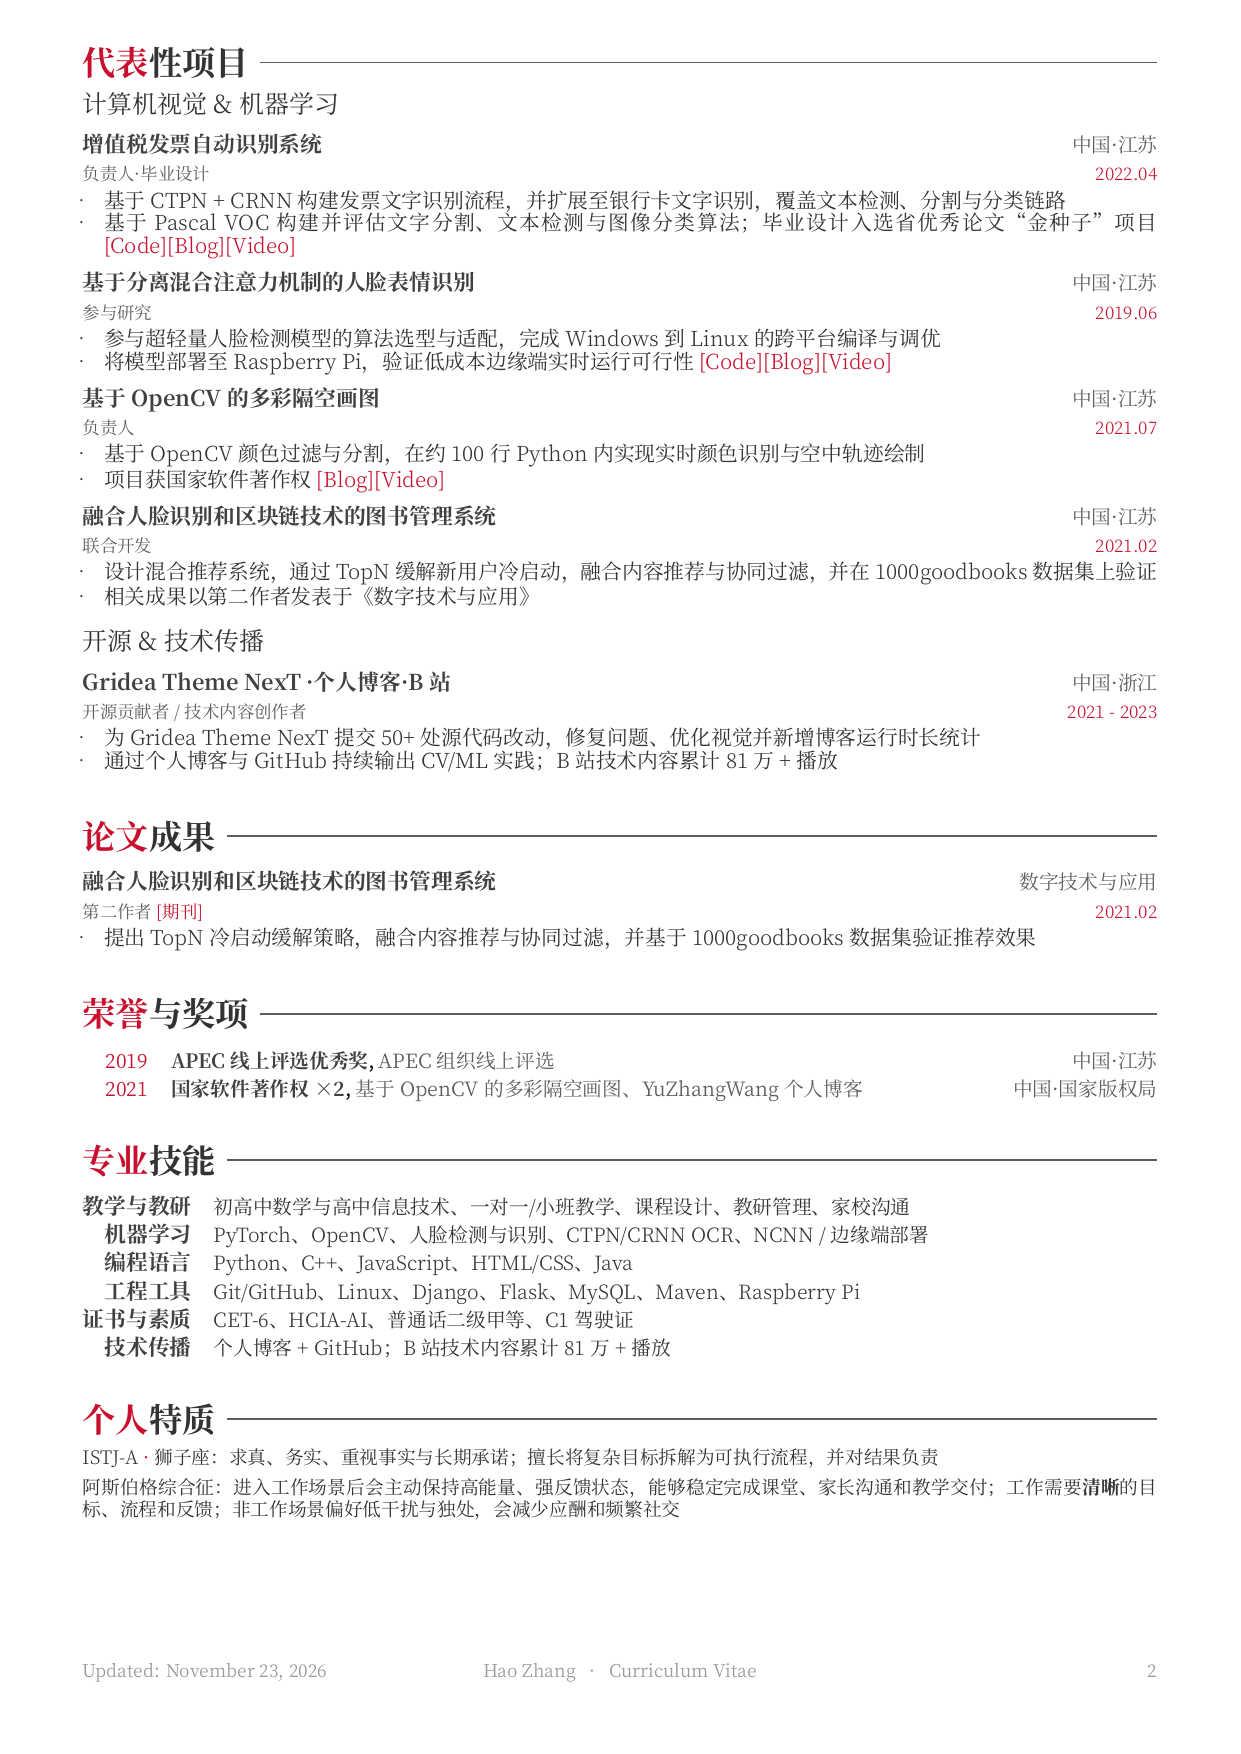 代表性项目
计算机视觉 & 机器学习
增值税发票自动识别系统 中国·江苏
负责人·毕业设计 2022.04
· 基于 CTPN + CRNN 构建发票文字识别流程，并扩展至银行卡文字识别，覆盖文本检测、分割与分类链路
· 基于 Pascal VOC 构建并评估文字分割、文本检测与图像分类算法；毕业设计入选省优秀论文“金种子”项目
[Code][Blog][Video]
基于分离混合注意力机制的人脸表情识别 中国·江苏
参与研究 2019.06
· 参与超轻量人脸检测模型的算法选型与适配，完成 Windows 到 Linux 的跨平台编译与调优
· 将模型部署至 Raspberry Pi，验证低成本边缘端实时运行可行性 [Code][Blog][Video]
基于 OpenCV 的多彩隔空画图 中国·江苏
负责人 2021.07
· 基于 OpenCV 颜色过滤与分割，在约 100 行 Python 内实现实时颜色识别与空中轨迹绘制
· 项目获国家软件著作权 [Blog][Video]
融合人脸识别和区块链技术的图书管理系统 中国·江苏
联合开发 2021.02
· 设计混合推荐系统，通过 TopN 缓解新用户冷启动，融合内容推荐与协同过滤，并在 1000goodbooks 数据集上验证
· 相关成果以第二作者发表于《数字技术与应用》
开源 & 技术传播
Gridea Theme NexT ·个人博客·B 站 中国·浙江
开源贡献者 / 技术内容创作者 2021 - 2023
· 为 Gridea Theme NexT 提交 50+ 处源代码改动，修复问题、优化视觉并新增博客运行时长统计
· 通过个人博客与 GitHub 持续输出 CV/ML 实践；B 站技术内容累计 81 万 + 播放
论文成果
融合人脸识别和区块链技术的图书管理系统 数字技术与应用
第二作者 [期刊] 2021.02
· 提出 TopN 冷启动缓解策略，融合内容推荐与协同过滤，并基于 1000goodbooks 数据集验证推荐效果
荣誉与奖项
2019 APEC 线上评选优秀奖, APEC 组织线上评选 中国·江苏
2021 国家软件著作权 ×2, 基于 OpenCV 的多彩隔空画图、YuZhangWang 个人博客 中国·国家版权局
专业技能
教学与教研 初高中数学与高中信息技术、一对一/小班教学、课程设计、教研管理、家校沟通
机器学习 PyTorch、OpenCV、人脸检测与识别、CTPN/CRNN OCR、NCNN / 边缘端部署
编程语言 Python、C++、JavaScript、HTML/CSS、Java
工程工具 Git/GitHub、Linux、Django、Flask、MySQL、Maven、Raspberry Pi
证书与素质 CET-6、HCIA-AI、普通话二级甲等、C1 驾驶证
技术传播 个人博客 + GitHub；B 站技术内容累计 81 万 + 播放
个人特质
ISTJ-A · 狮子座：求真、务实、重视事实与长期承诺；擅长将复杂目标拆解为可执行流程，并对结果负责
阿斯伯格综合征：进入工作场景后会主动保持高能量、强反馈状态，能够稳定完成课堂、家长沟通和教学交付；工作需要清晰的目
标、流程和反馈；非工作场景偏好低干扰与独处，会减少应酬和频繁社交
Updated: November 23, 2026 Hao Zhang · Curriculum Vitae 2